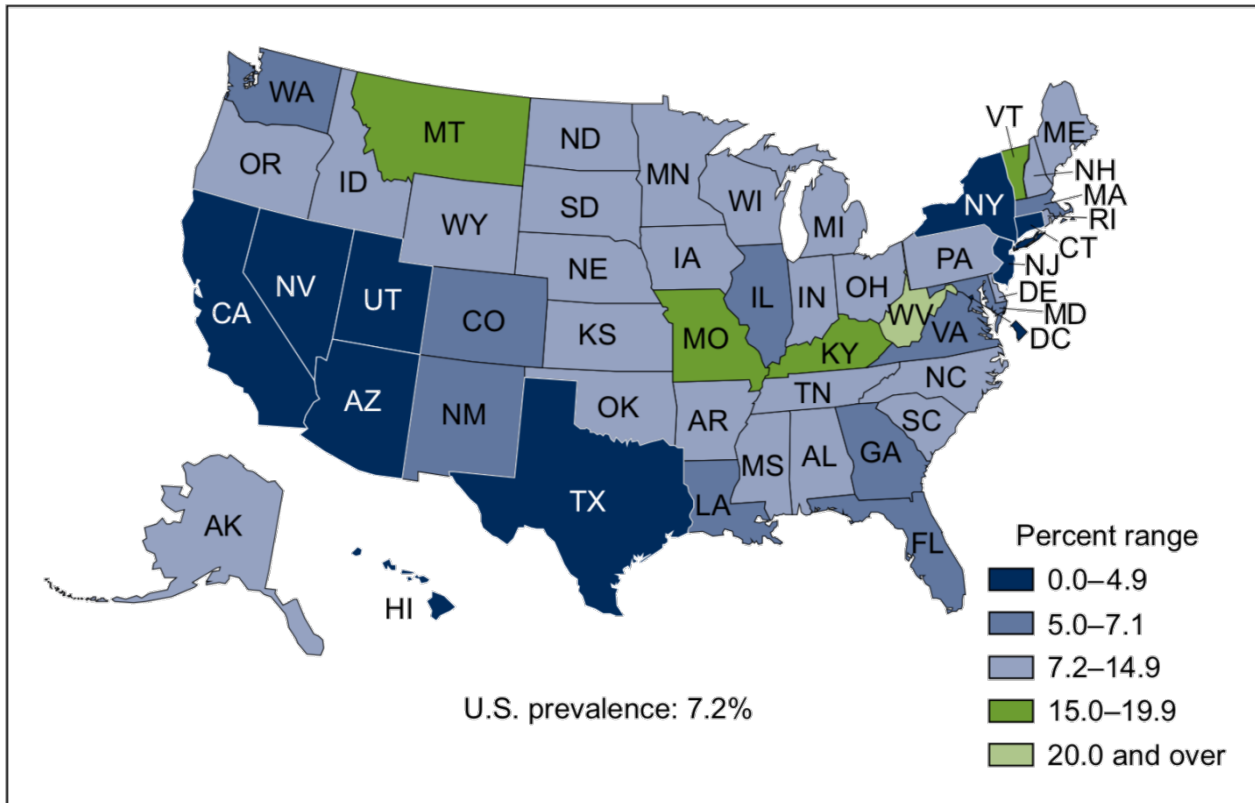 WA
MT
ND
MN
VT
ME
OR
ID
WY
SD
WI
MI
NY
NH
MA
RI
CT
NJ
NE
IA
PA
NV
UT
CO
IL
IN
OH
DE
CA
KS
MO
WV
VA
MD
DC
KY
AZ
NM
OK
AR
TN
NC
SC
MS
AL
GA
TX
LA
FL
AK
HI
Percent range
0.0–4.9
5.0–7.1
7.2–14.9
15.0–19.9
20.0 and over
U.S. prevalence: 7.2%